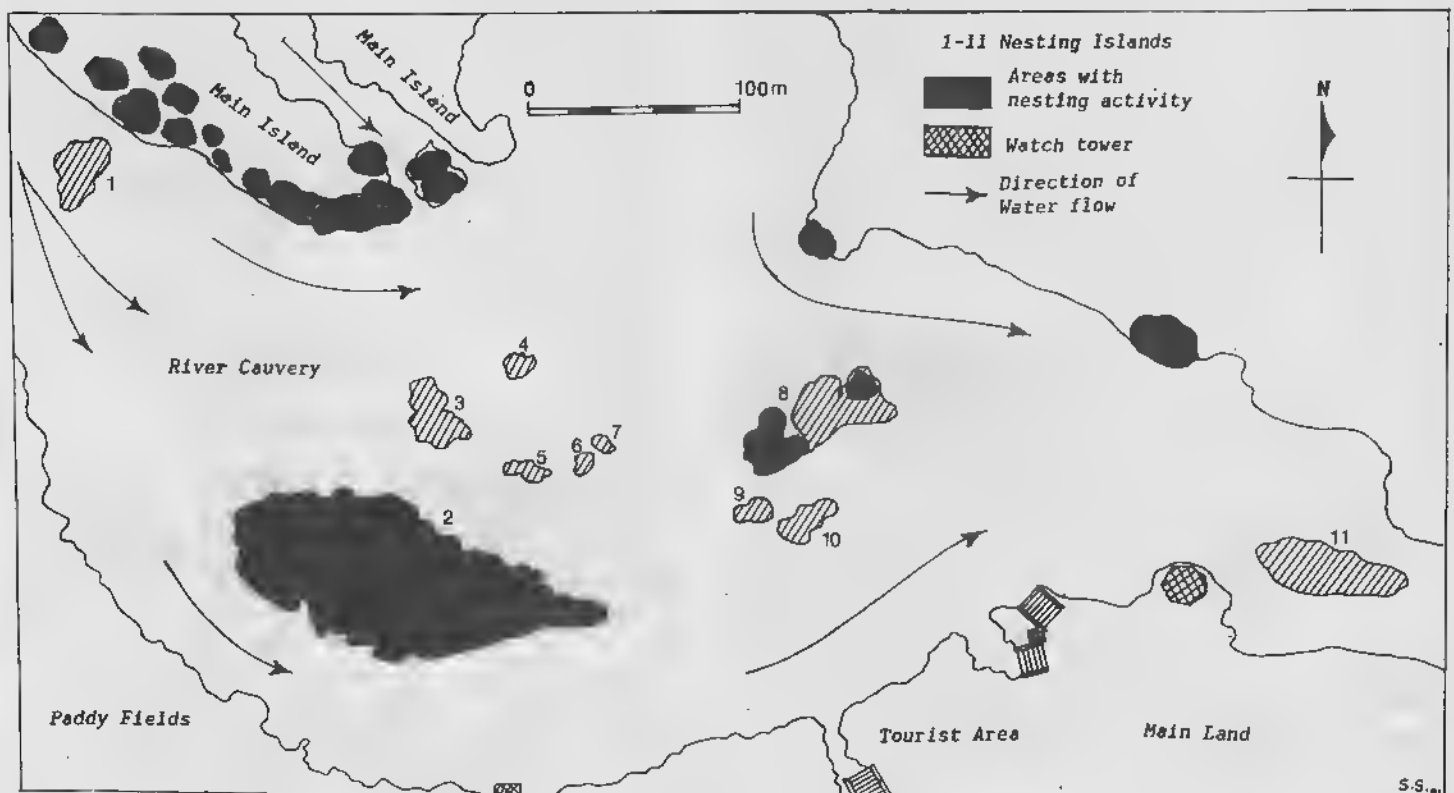 1-11 Nesting Islands
Areas with
nesting activity
Watch tower
Direction of
Water flow
N
0 100m
Main Island
Main Island
1
River Cauvery
4
3
5
6
7
2
8
9
10
11
Paddy Fields
Tourist Area
Main Land